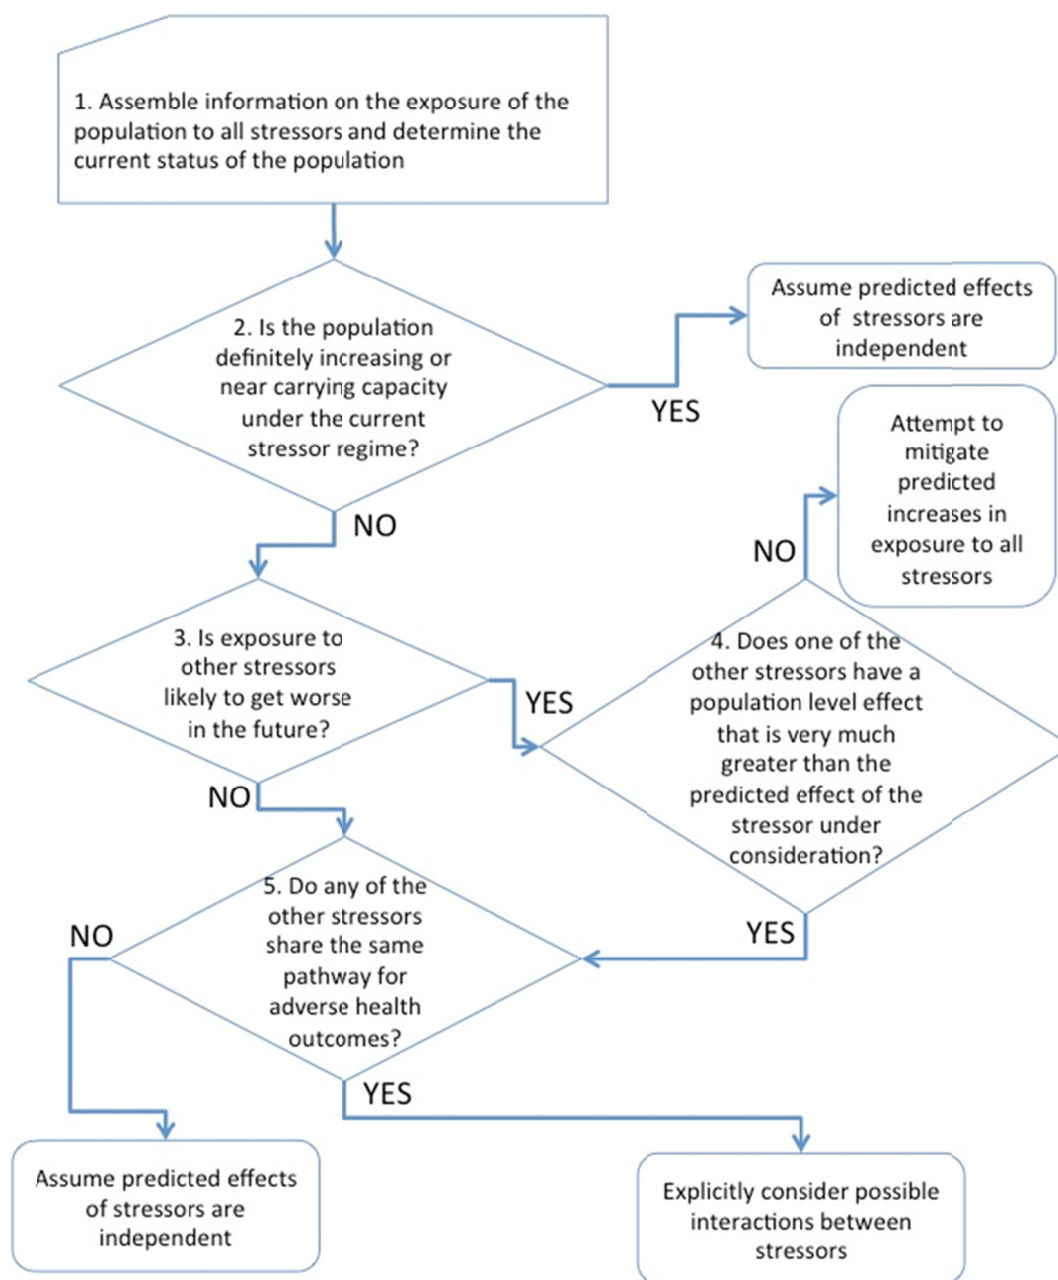 1. Assemble information on the exposure of the
population to all stressors and determine the
current status of the population
2. Is the population
definitely increasing or
near carrying capacity
under the current
stressor regime?
YES
Assume predicted effects
of stressors are
independent
NO
3. Is exposure to
other stressors
likely to get worse
in the future?
YES
4. Does one of the
other stressors have a
population level effect
that is very much
greater than the
predicted effect of the
stressor under
consideration?
NO
Attempt to
mitigate
predicted
increases in
exposure to all
stressors
YES
NO
5. Do any of the
other stressors
share the same
pathway for
adverse health
outcomes?
NO
Assume predicted effects
of stressors are
independent
YES
Explicitly consider possible
interactions between
stressors